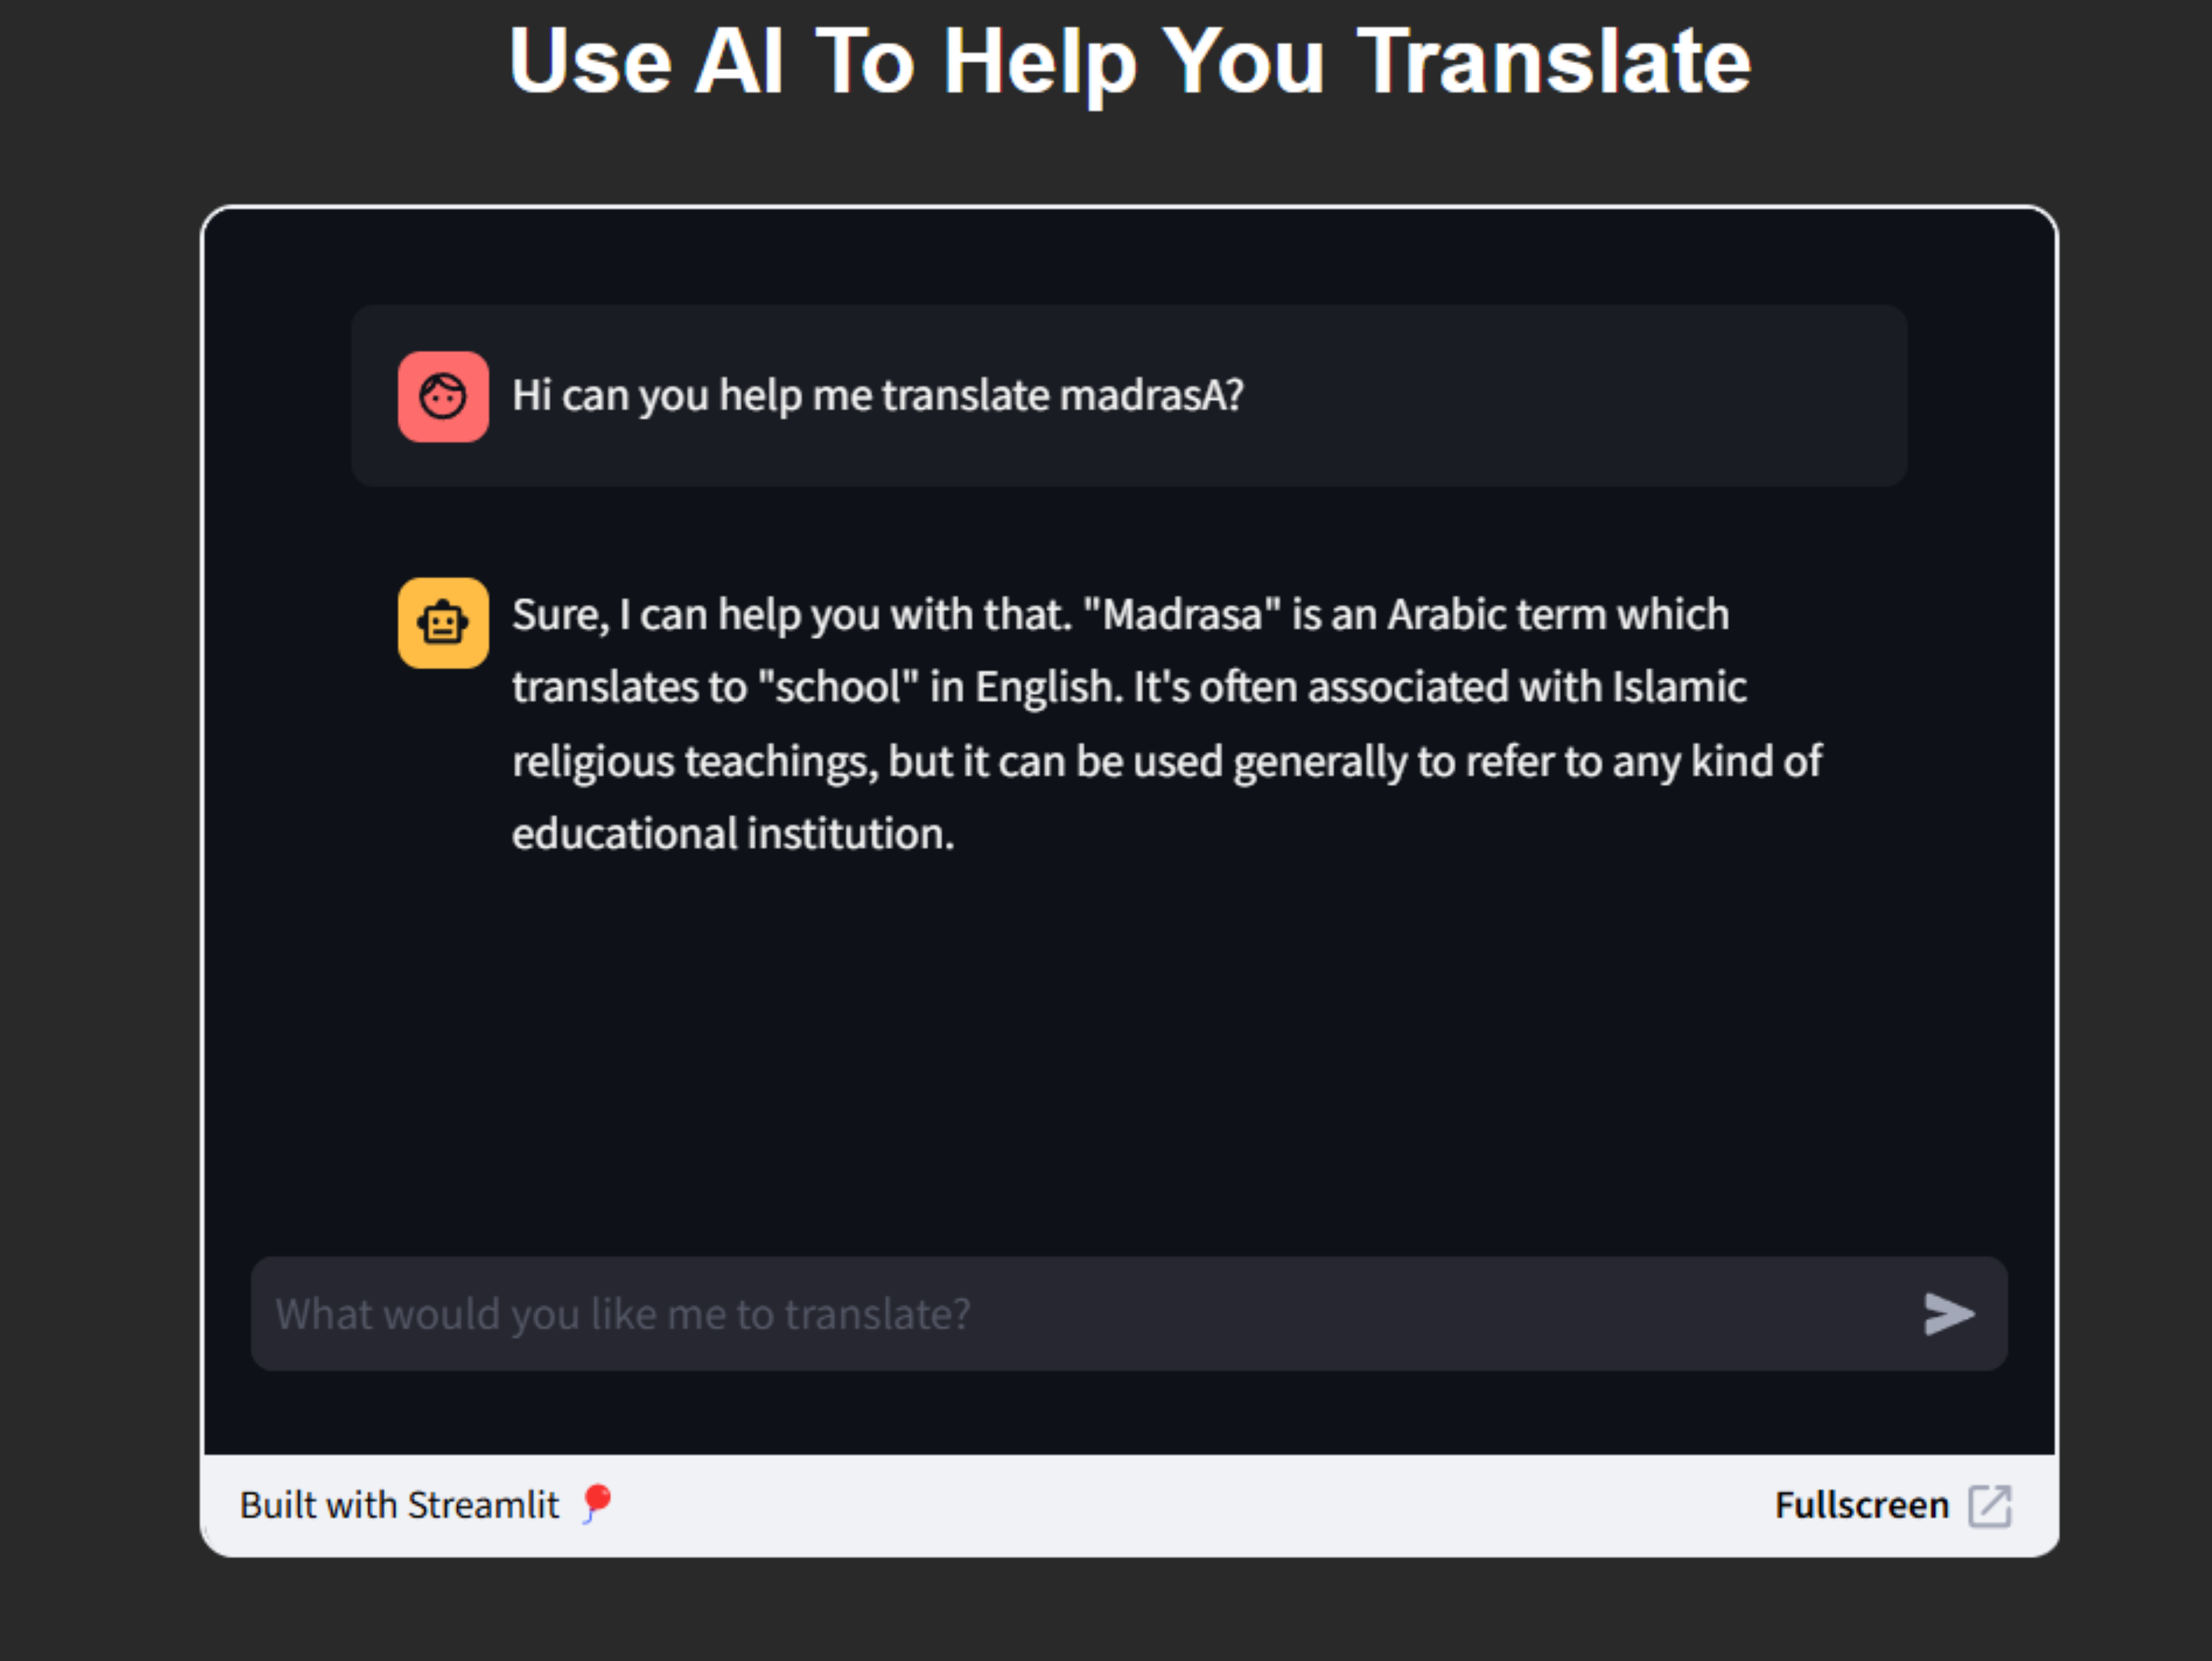 Use AI To Help You Translate
Hi can you help me translate madrasA?
Sure, I can help you with that. "Madrasa" is an Arabic term which
translates to "school" in English. It's often associated with Islamic
religious teachings, but it can be used generally to refer to any kind of
educational institution.
What would you like me to translate?
Built with Streamlit 🎈
Fullscreen